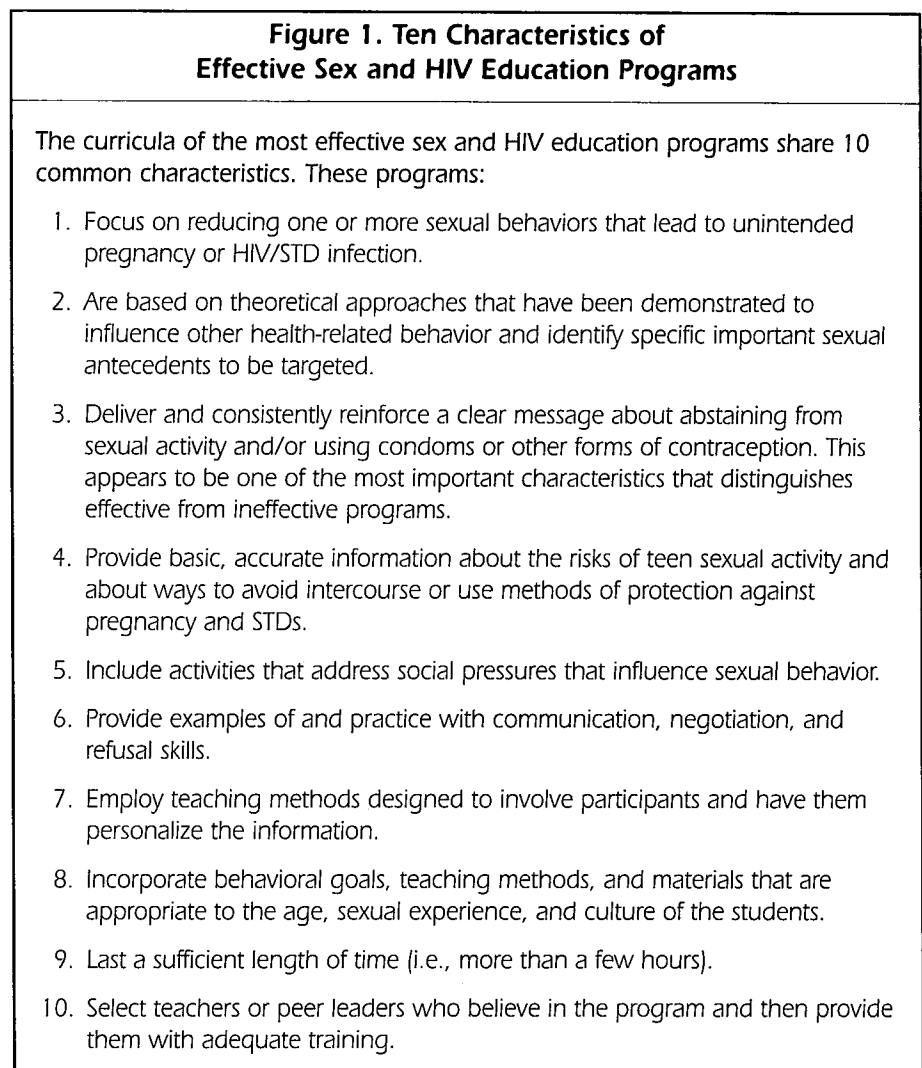 Figure 1. Ten Characteristics of
Effective Sex and HIV Education Programs
The curricula of the most effective sex and HIV education programs share 10
common characteristics. These programs:
1. Focus on reducing one or more sexual behaviors that lead to unintended
pregnancy or HIV/STD infection.
2. Are based on theoretical approaches that have been demonstrated to
influence other health-related behavior and identify specific important sexual
antecedents to be targeted.
3. Deliver and consistently reinforce a clear message about abstaining from
sexual activity and/or using condoms or other forms of contraception. This
appears to be one of the most important characteristics that distinguishes
effective from ineffective programs.
4. Provide basic, accurate information about the risks of teen sexual activity and
about ways to avoid intercourse or use methods of protection against
pregnancy and STDs.
5. Include activities that address social pressures that influence sexual behavior.
6. Provide examples of and practice with communication, negotiation, and
refusal skills.
7. Employ teaching methods designed to involve participants and have them
personalize the information.
8. Incorporate behavioral goals, teaching methods, and materials that are
appropriate to the age, sexual experience, and culture of the students.
9. Last a sufficient length of time (i.e., more than a few hours).
10. Select teachers or peer leaders who believe in the program and then provide
them with adequate training.